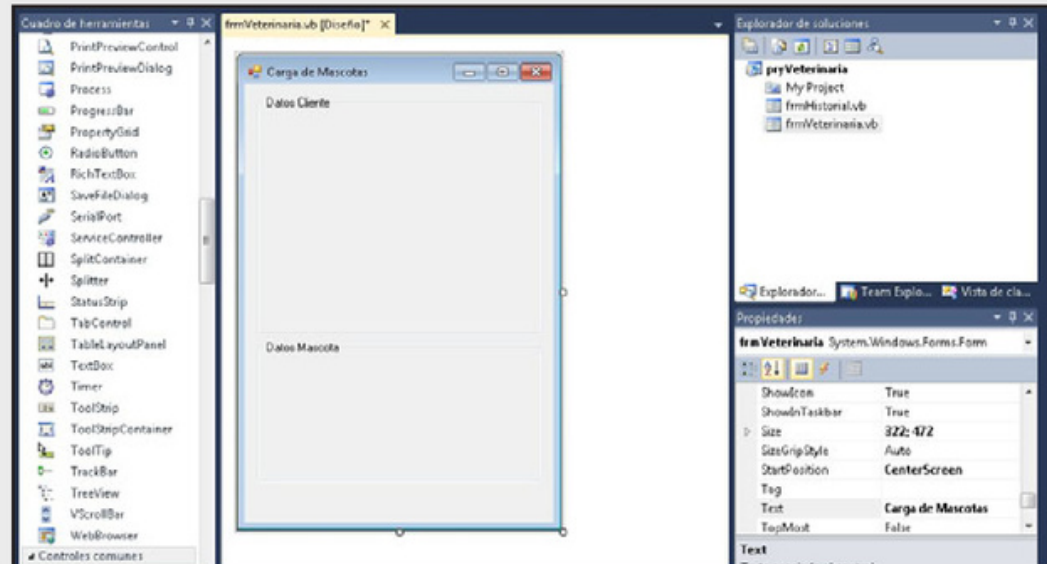 Cuadro de herramientas
PrintPreviewControl
PrintPreviewDialog
Process
ProgressBar
PropertyGrid
RadioButton
RichTextBox
SaveFileDialog
SerialPort
ServiceController
SplitContainer
Splitter
StatusStrip
TabControl
TableLayoutPanel
TextBox
Timer
ToolStrip
ToolStripContainer
ToolTip
TrackBar
TreeView
VScrollBar
WebBrowser
Controles comunes
frmVeterinaria.vb [Diseño]*
Carga de Mascotas
Datos Cliente
Datos Mascota
Explorador de soluciones
pryVeterinaria
My Project
frmHistorial.vb
frmVeterinaria.vb
Explorador... Team Explo... Vista de cla...
Propiedades
frmVeterinaria System.Windows.Forms.Form
ShowIcon True
ShowInTaskbar True
Size 322; 472
SizeGripStyle Auto
StartPosition CenterScreen
Tag
Text Carga de Mascotas
TopMost False
Text